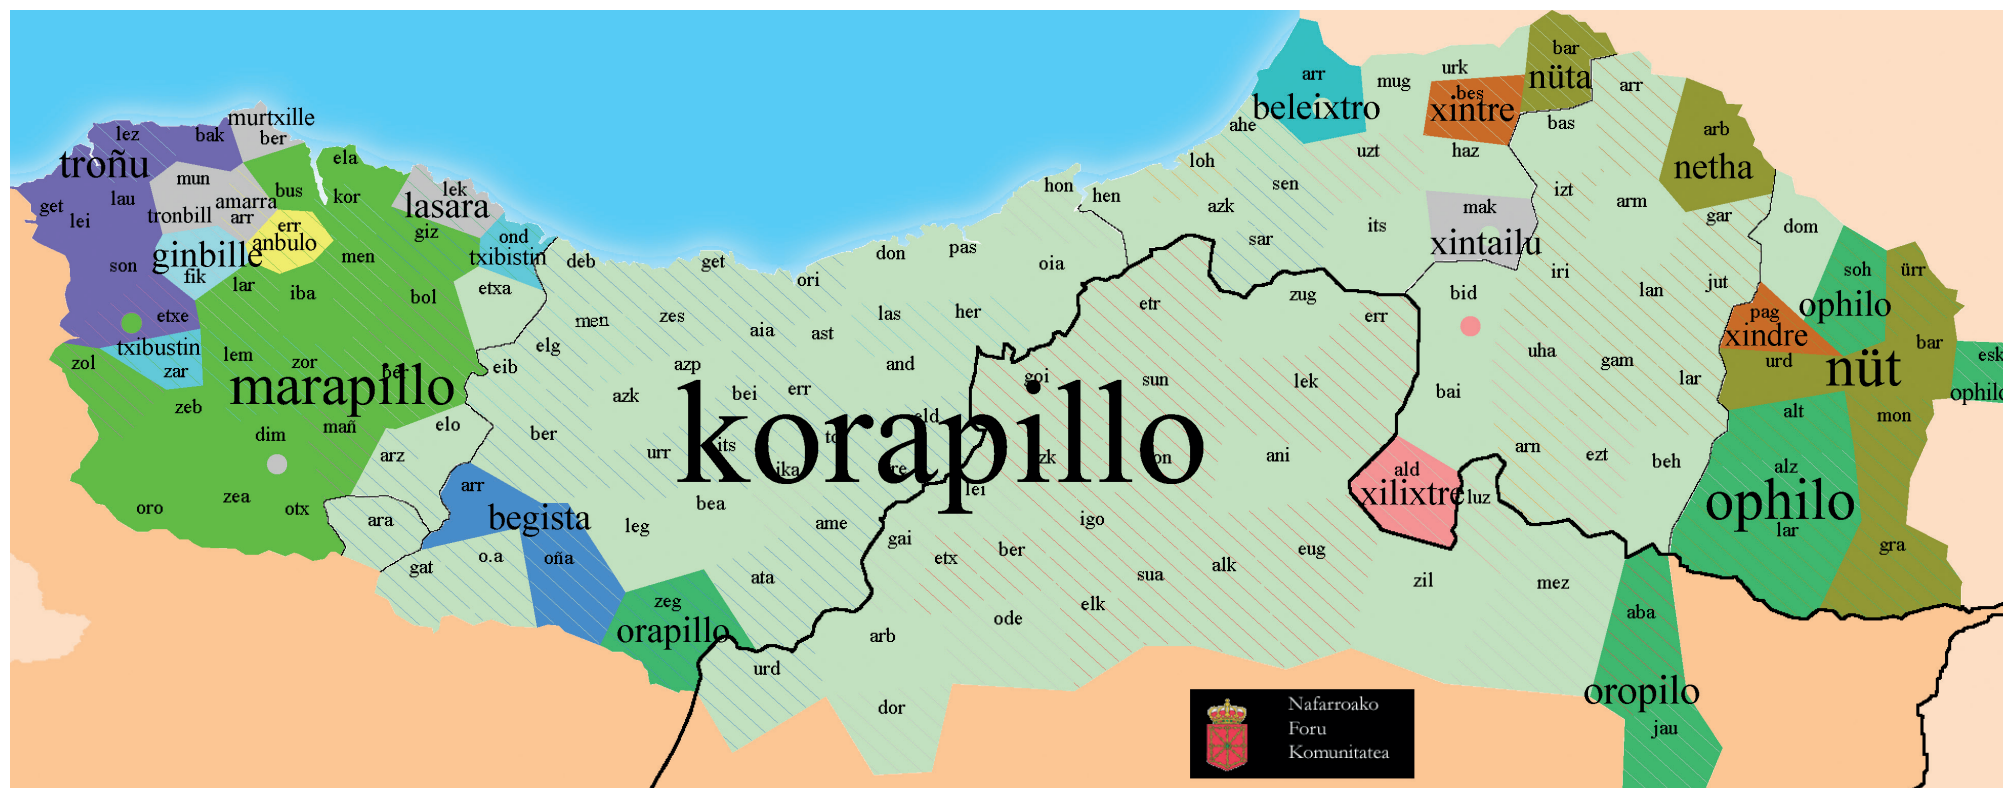 bar
nüta
urk
arr
mug
bes
xintre
beleixtro
arr
murtxille
ber
lez
bak
troñu
ahe
bas
arb
netha
uzt
haz
loh
ela
mun
lau
bus
kor
lek
lasara
hon
hen
sen
izt
arm
get
lei
tronbill
amarra
arr
err
anbulo
giz
azk
mak
xintailu
gar
dom
ond
txibistin
sar
its
son
ginbille
fik
men
deb
get
don
pas
oia
ori
iri
soh
ophilo
ürr
lar
iba
bol
etxa
jut
lan
etr
zug
bid
etxe
men
zes
aia
ast
las
her
err
pag
xindre
txibustin
zar
zol
lem
zor
ber
marapillo
elg
eib
azp
and
goi
sun
lek
uha
gam
lar
urd
nüt
bar
esk
ophilo
zeb
azk
bei
err
bai
alt
mon
dim
mañ
elo
ber
eld
korapillo
its
urr
arz
ika
ani
arn
ezt
beh
ald
xilixtre
luz
alz
ophilo
lar
arr
begista
lei
oro
zea
otx
ara
leg
bea
ame
igo
gai
etx
ber
eug
gra
gat
o.a
oña
ata
sua
alk
zil
mez
zeg
orapillo
ode
elk
aba
arb
urd
dor
oropilo
jau
Nafarroako
Foru
Komunitatea